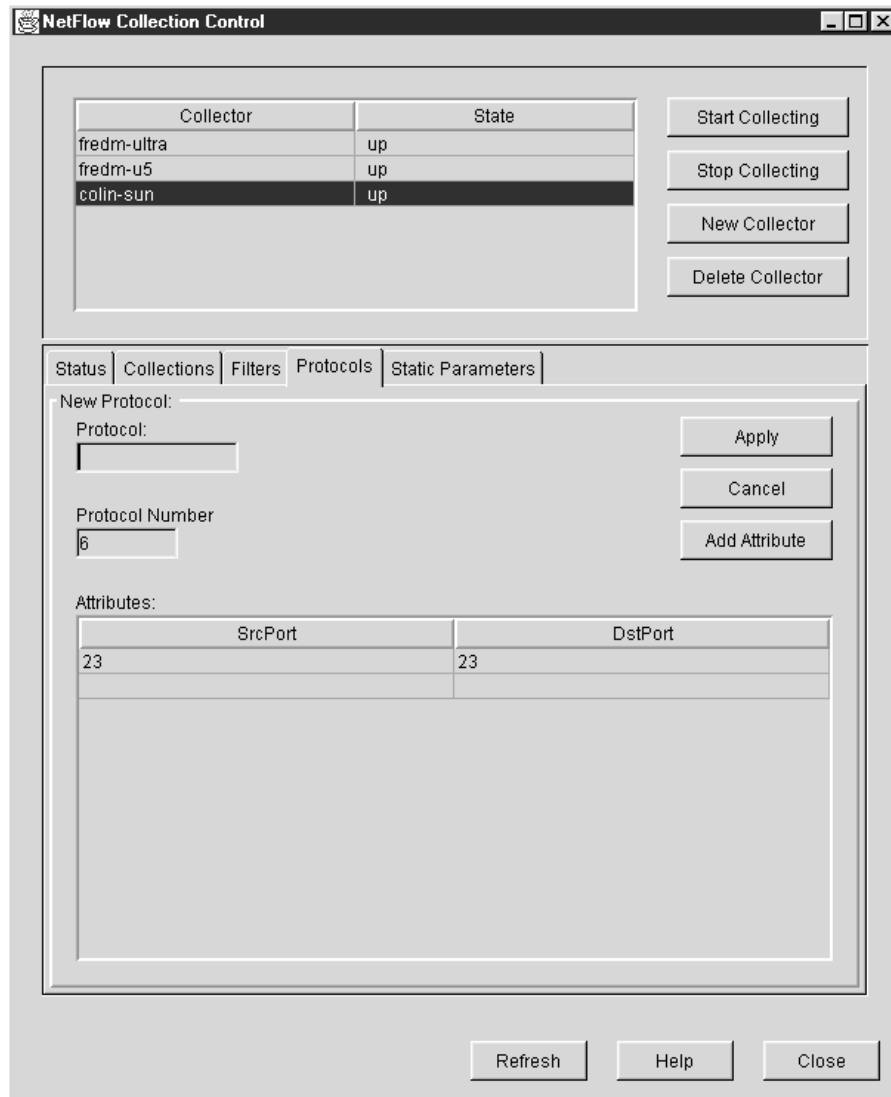 NetFlow Collection Control
Collector State
fredm-ultra up
fredm-u5 up
colin-sun up
Start Collecting
Stop Collecting
New Collector
Delete Collector
Status Collections Filters Protocols Static Parameters
New Protocol:
Protocol:
Apply
Cancel
Protocol Number
6
Add Attribute
Attributes:
SrcPort DstPort
23 23
Refresh Help Close